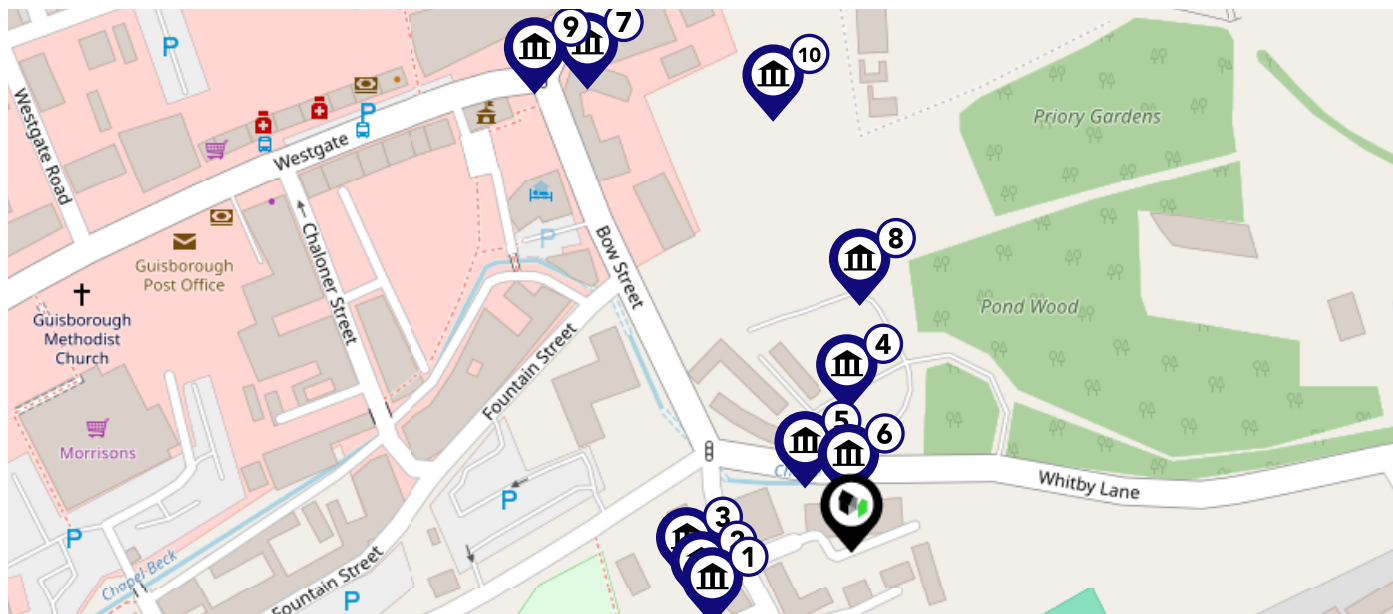 9
7
10
P
Westgate Road
P
Westgate
Priory Gardens
Guisborough
Post Office
P
Chaloner Street
Bow Street
8
Pond Wood
Guisborough
Methodist
Church
Fountain Street
4
5
6
Morrisons
Whitby Lane
P
P
3
2
1
Chapel Beck
Fountain Street
P